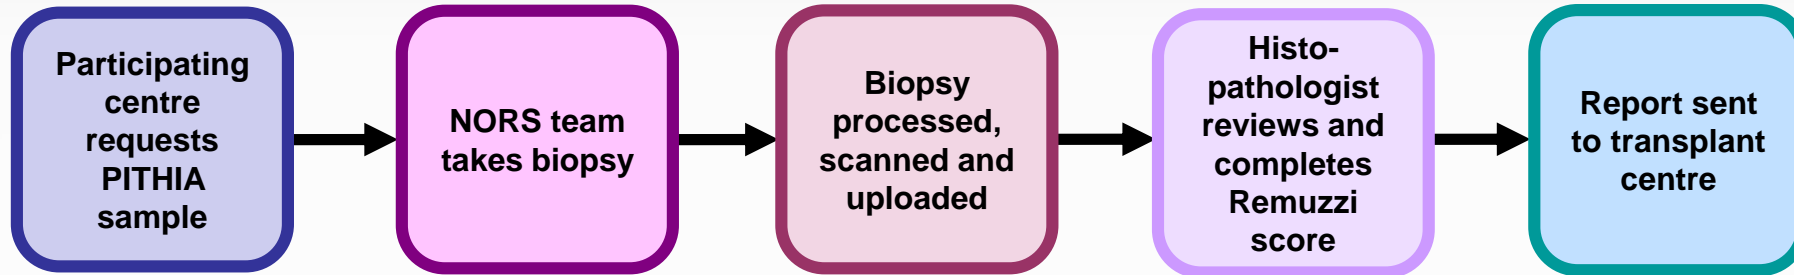 Participating
centre
requests
PITHIA
sample
NORS team
takes biopsy
Biopsy
processed,
scanned and
uploaded
Histo-
pathologist
reviews and
completes
Remuzzi
score
Report sent
to transplant
centre